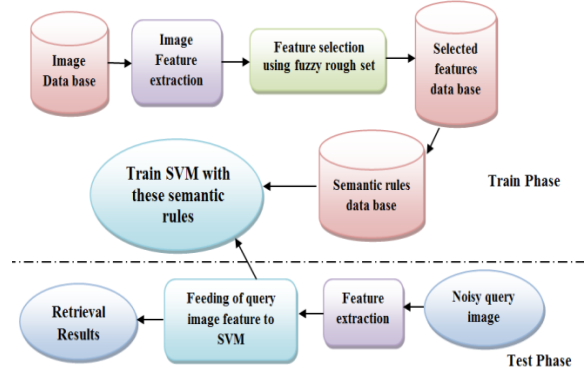 Image
Data base
Image
Feature
extraction
Feature selection
using fuzzy rough set
Selected
features
data base
Train SVM with
these semantic
rules
Semantic rules
data base
Train Phase
Retrieval
Results
Feeding of query
image feature to
SVM
Feature
extraction
Noisy query
image
Test Phase